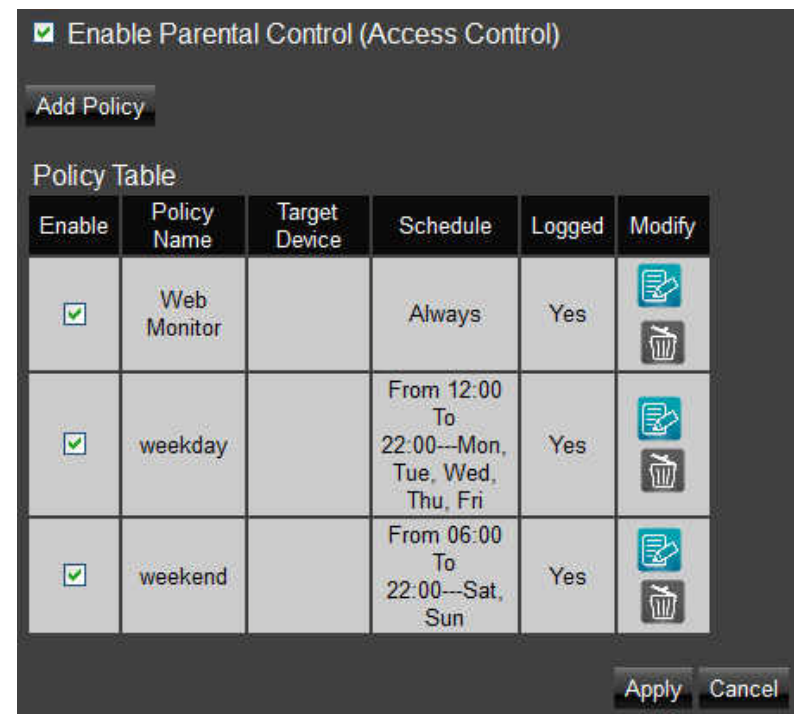 Enable Parental Control (Access Control)
Add Policy
Policy Table
Enable
Policy
Name
Target
Device
Schedule
Logged
Modify
Web
Monitor
Always
Yes
weekday
From 12:00
To
22:00---Mon,
Tue, Wed,
Thu, Fri
Yes
weekend
From 06:00
To
22:00---Sat,
Sun
Yes
Apply
Cancel